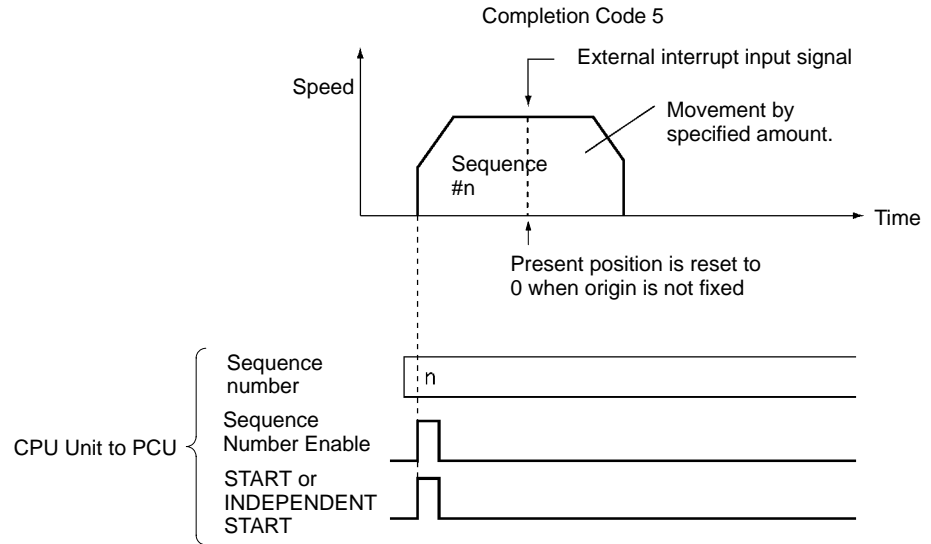 Completion Code 5
External interrupt input signal
Speed
Movement by
specified amount.
Sequence
#n
Time
Present position is reset to
0 when origin is not fixed
Sequence
number
n
Sequence
Number Enable
CPU Unit to PCU
START or
INDEPENDENT
START